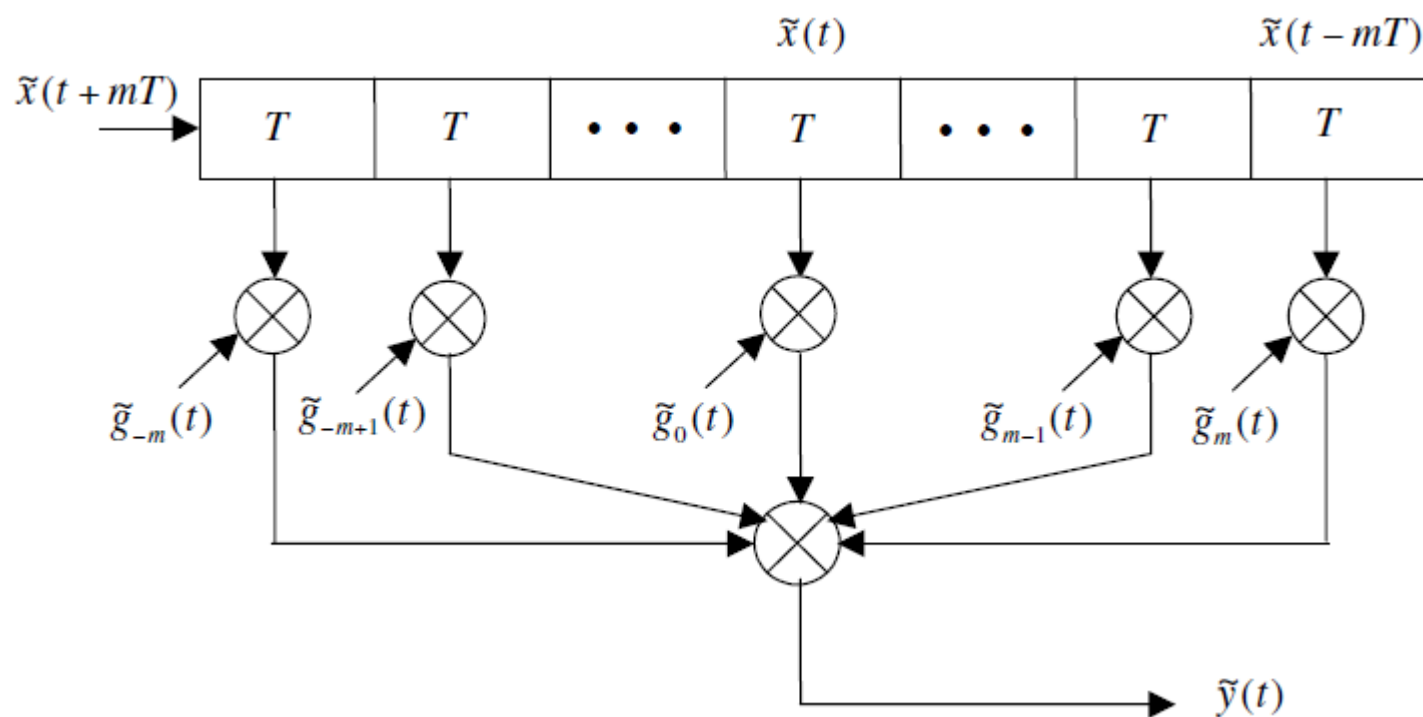 x̃(t) x̃(t – mT)
x̃(t + mT)
T T • • • T • • • T T
g̃₋ₘ(t) g̃₋ₘ₊₁(t) g̃₀(t) g̃ₘ₋₁(t) g̃ₘ(t)
ỹ(t)